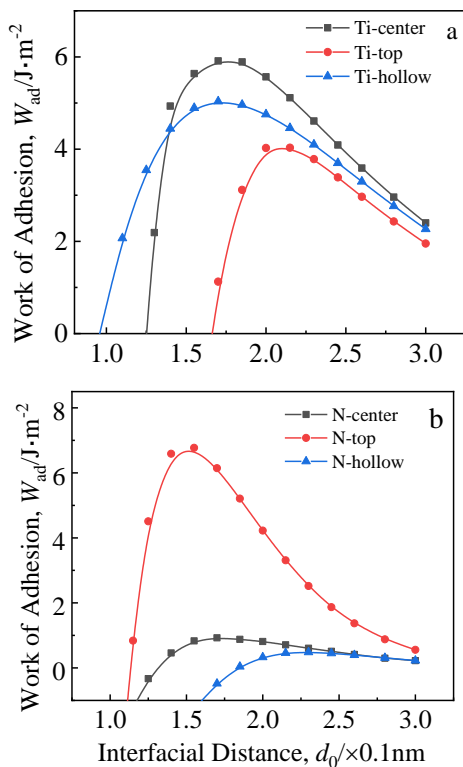 Work of Adhesion, W_ad/J·m⁻²
6
4
2
0
Ti-center
Ti-top
Ti-hollow
a
1.0 1.5 2.0 2.5 3.0
Work of Adhesion, W_ad/J·m⁻²
8
6
4
2
0
N-center
N-top
N-hollow
b
1.0 1.5 2.0 2.5 3.0
Interfacial Distance, d₀/×0.1nm